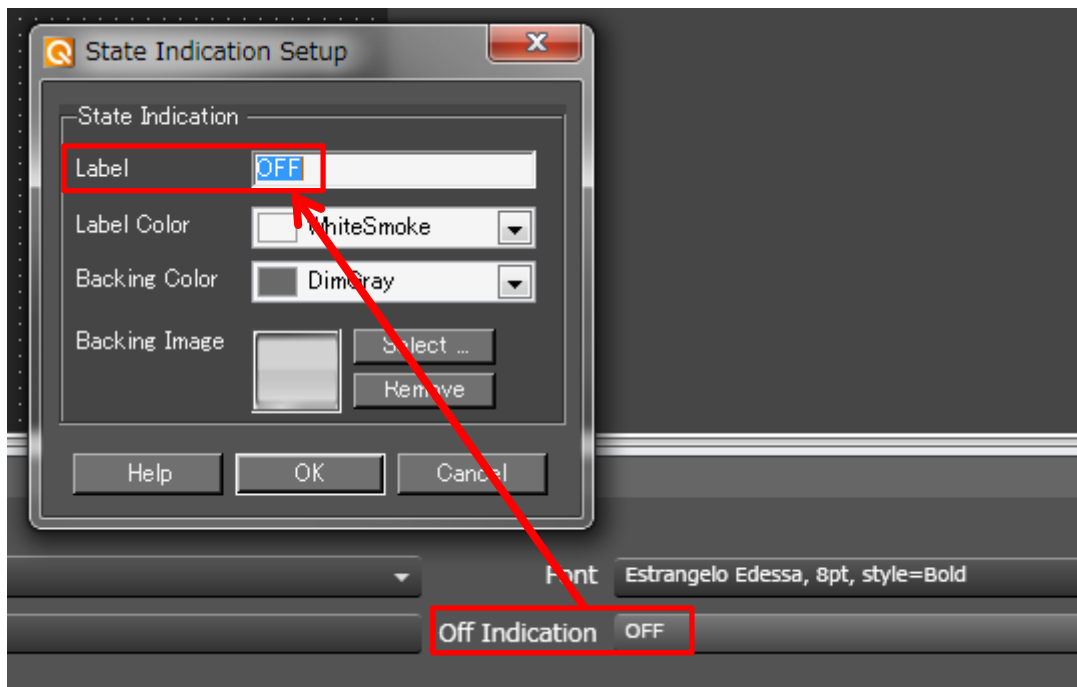 State Indication Setup
State Indication
Label OFF
Label Color WhiteSmoke
Backing Color DimGray
Backing Image Select ...
Remove
Help OK Cancel
Font Estrangelo Edessa, 8pt, style=Bold
Off Indication OFF